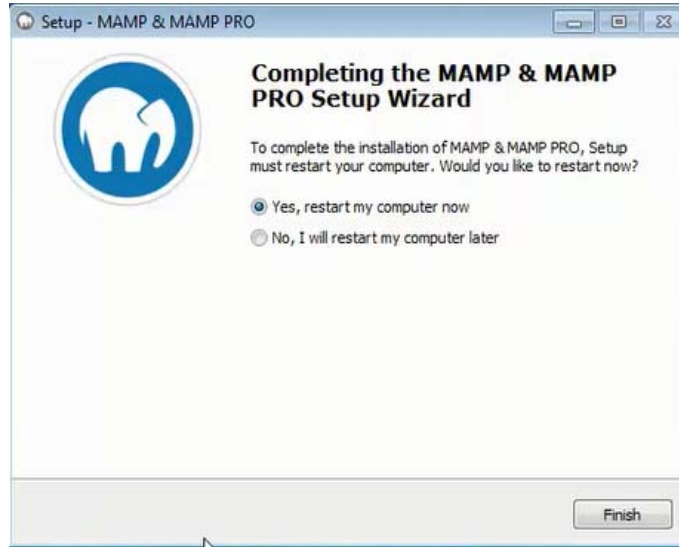 Setup - MAMP & MAMP PRO
Completing the MAMP & MAMP
PRO Setup Wizard
To complete the installation of MAMP & MAMP PRO, Setup
must restart your computer. Would you like to restart now?
Yes, restart my computer now
No, I will restart my computer later
Finish